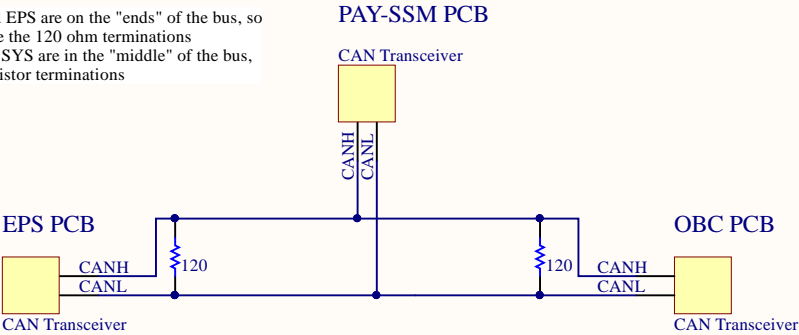 EPS are on the "ends" of the bus, so
the 120 ohm terminations
SYS are in the "middle" of the bus,
terminations
PAY-SSM PCB
CAN Transceiver
CANH
CANL
EPS PCB
CANH
CANL
CAN Transceiver
120
120
OBC PCB
CANH
CANL
CAN Transceiver